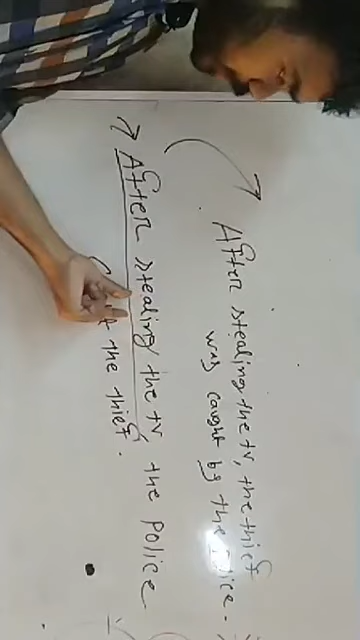 After stealing the tv, the thief
was caught by the police.
After stealing the tv, the police
the thief.